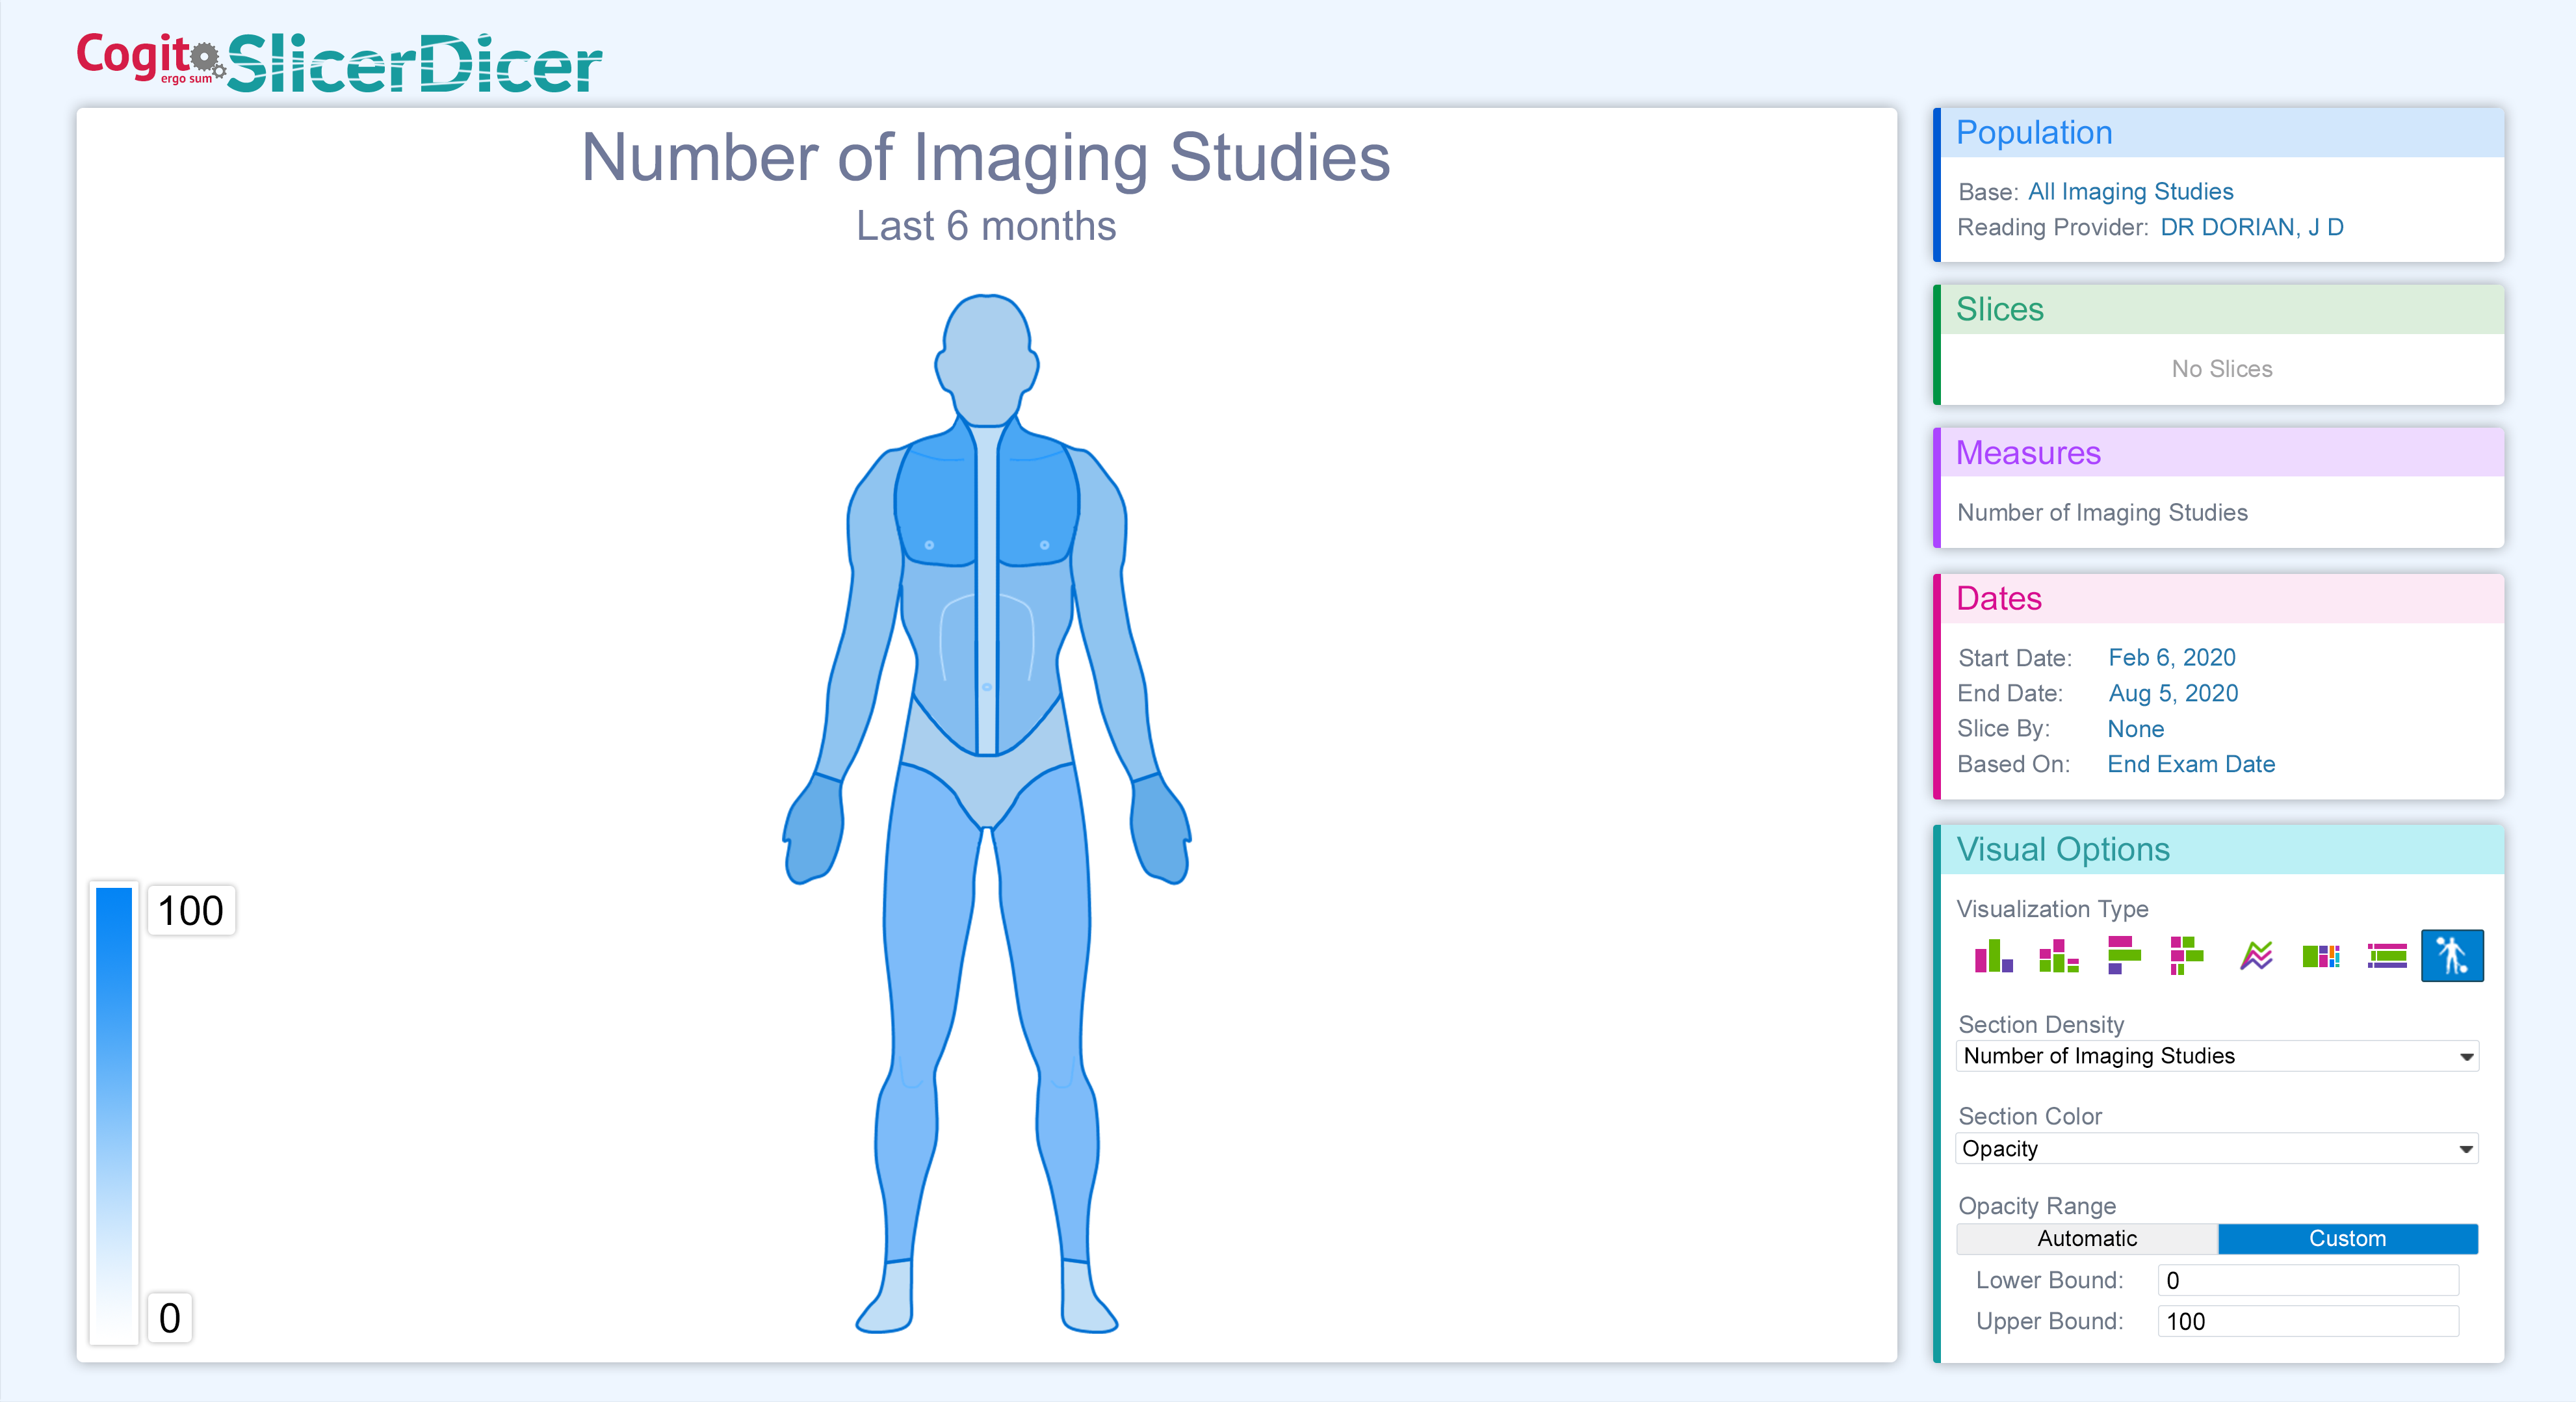 Cogito
ergo sum
SlicerDicer
Number of Imaging Studies
Last 6 months
100
0
Population
Base: All Imaging Studies
Reading Provider: DR DORIAN, J D
Slices
No Slices
Measures
Number of Imaging Studies
Dates
Start Date: Feb 6, 2020
End Date: Aug 5, 2020
Slice By: None
Based On: End Exam Date
Visual Options
Visualization Type
Section Density
Number of Imaging Studies
Section Color
Opacity
Opacity Range
Automatic Custom
Lower Bound: 0
Upper Bound: 100